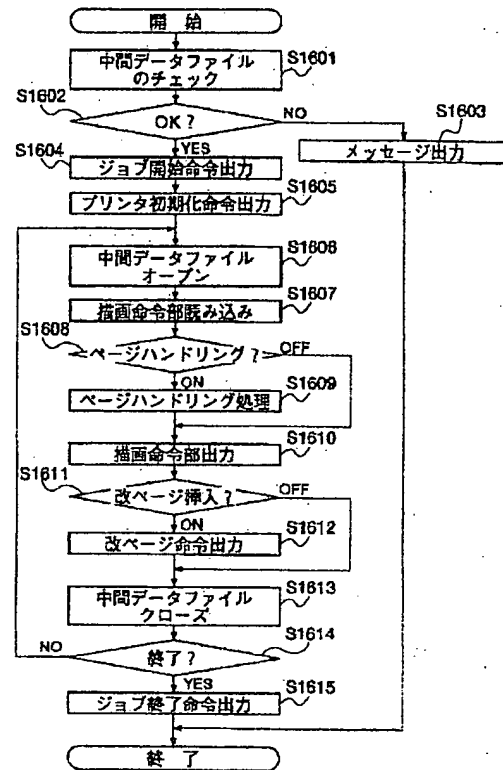 開 始
中間データファイル
のチェック
S1601
S1602
OK?
NO
S1603
メッセージ出力
YES
S1604
ジョブ開始命令出力
S1605
プリンタ初期化命令出力
S1606
中間データファイル
オープン
S1607
描画命令部読み込み
S1608
ページハンドリング?
OFF
ON
S1609
ページハンドリング処理
S1610
描画命令部出力
S1611
改ページ挿入?
OFF
ON
S1612
改ページ命令出力
S1613
中間データファイル
クローズ
S1614
NO
終了?
YES
S1615
ジョブ終了命令出力
終 了